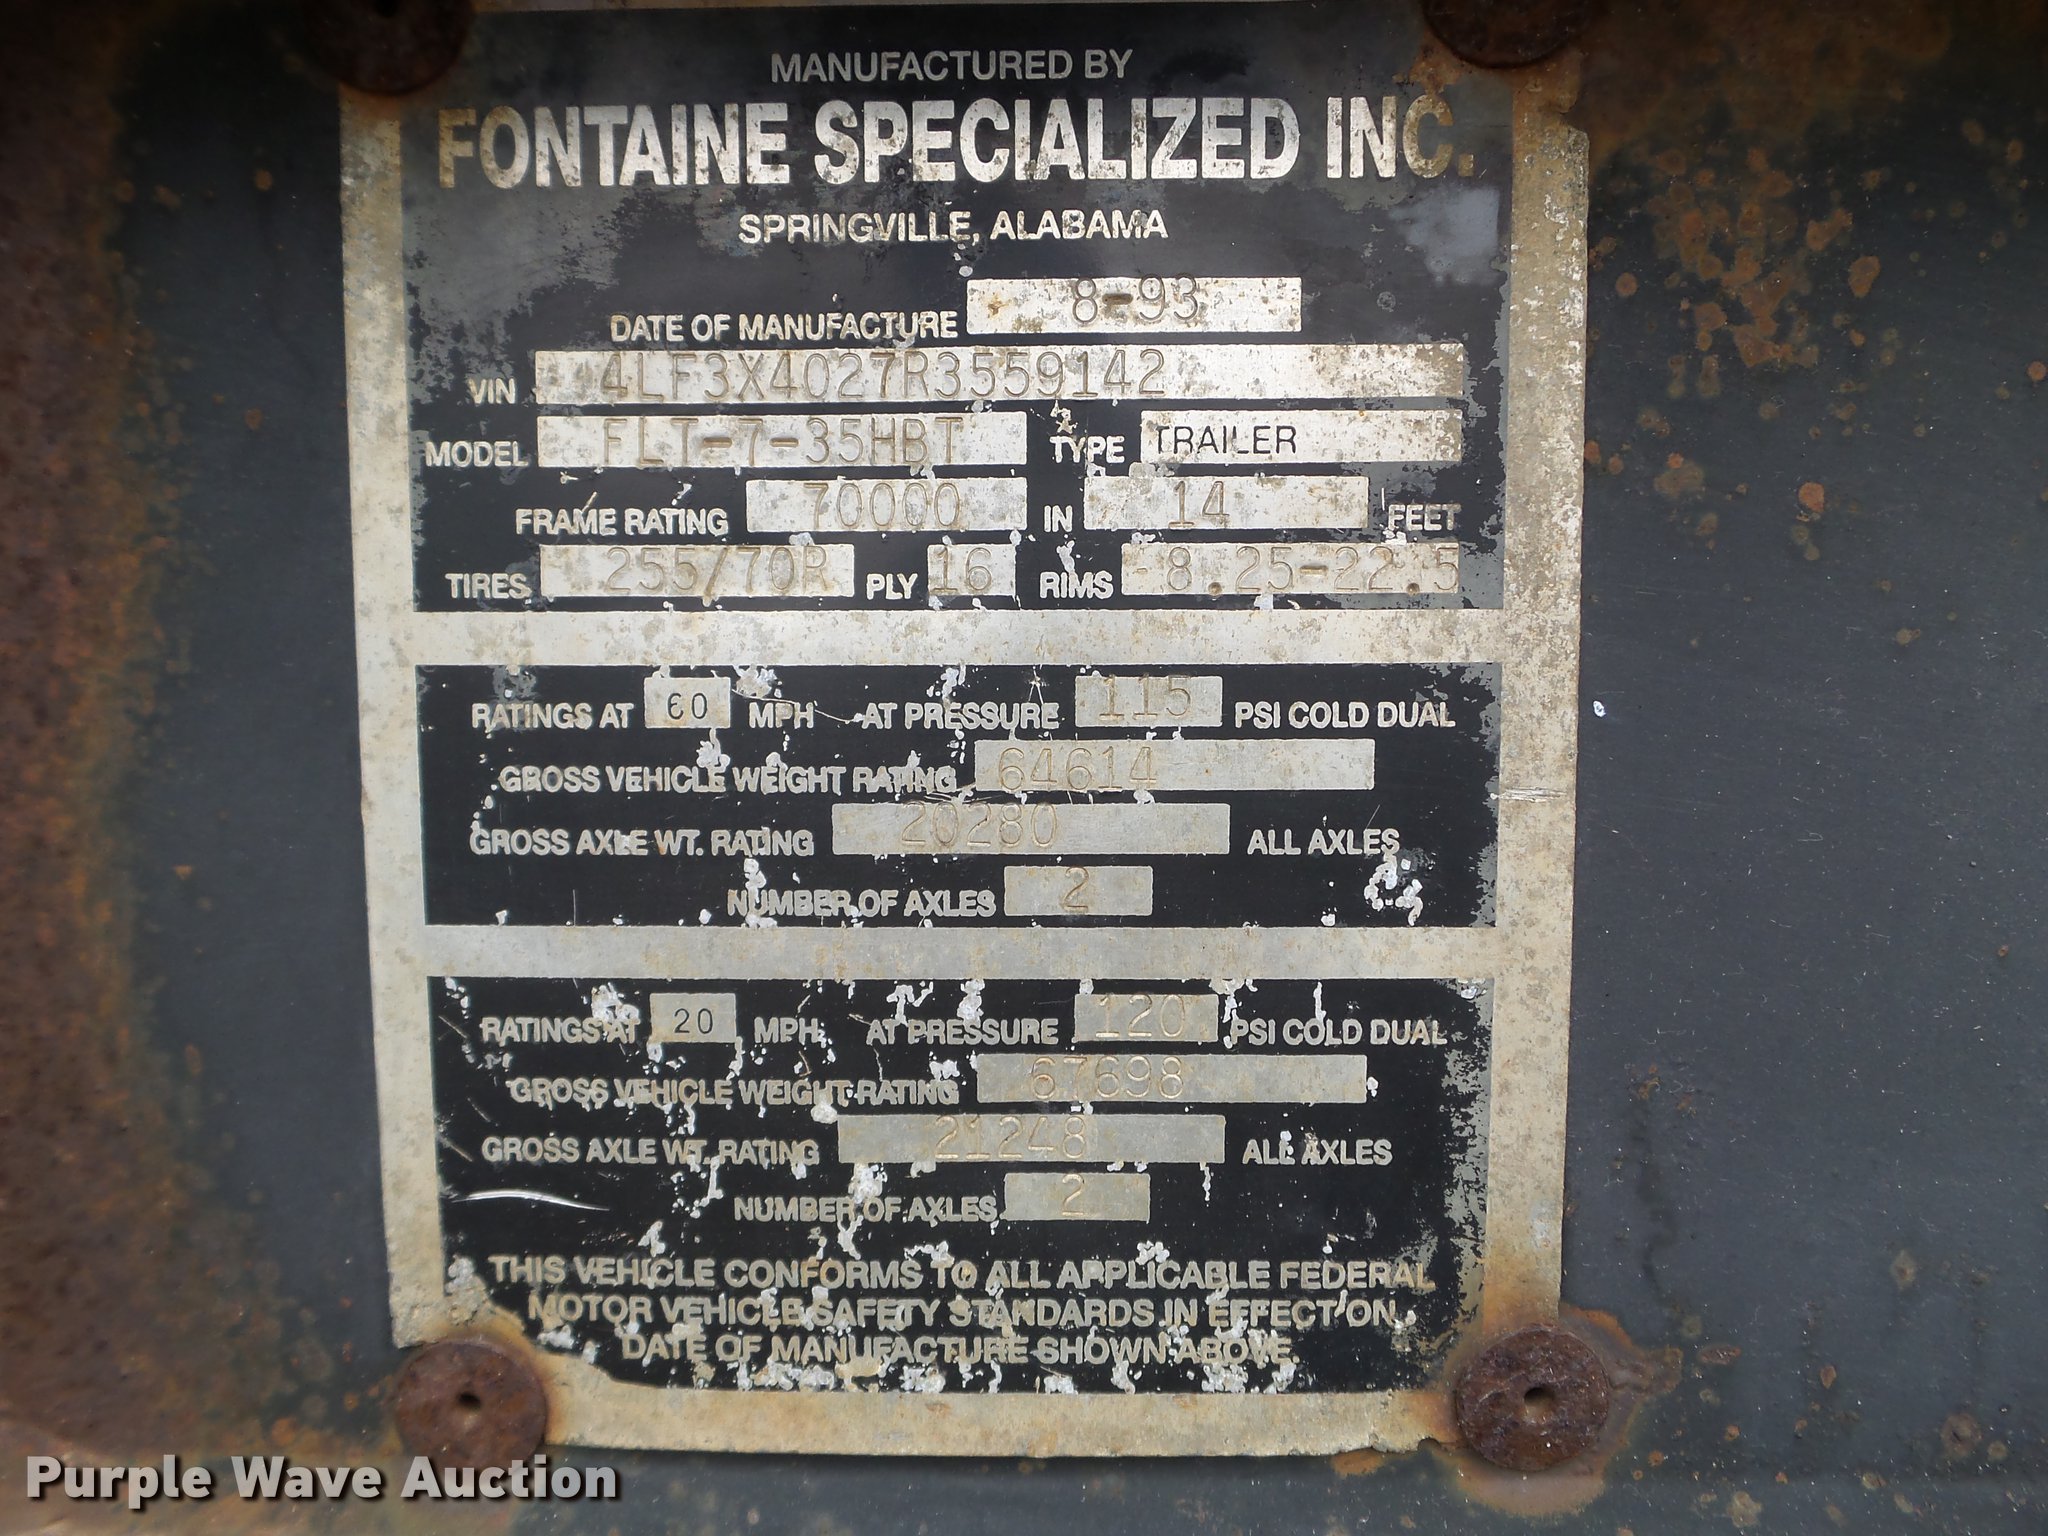 MANUFACTURED BY
FONTAINE SPECIALIZED INC.
SPRINGVILLE, ALABAMA
DATE OF MANUFACTURE 8-93
VIN 4LF3X4027R3559142
MODEL FLT-7-35HBT TYPE TRAILER
FRAME RATING 70000 IN 14 FEET
TIRES 255/70R PLY 16 RIMS 8.25-22.5
RATINGS AT 60 MPH AT PRESSURE 115 PSI COLD DUAL
GROSS VEHICLE WEIGHT RATING 64614
GROSS AXLE WT. RATING 20280 ALL AXLES
NUMBER OF AXLES 2
RATINGS AT 20 MPH AT PRESSURE 120 PSI COLD DUAL
GROSS VEHICLE WEIGHT RATING 67698
GROSS AXLE WT. RATING 21248 ALL AXLES
NUMBER OF AXLES 2
THIS VEHICLE CONFORMS TO ALL APPLICABLE FEDERAL
MOTOR VEHICLE SAFETY STANDARDS IN EFFECT ON
DATE OF MANUFACTURE SHOWN ABOVE.
Purple Wave Auction